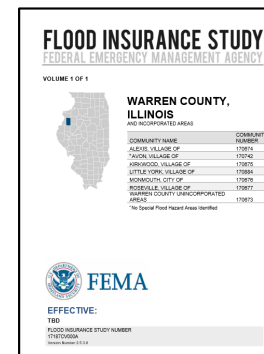 FLOOD INSURANCE STUDY
FEDERAL EMERGENCY MANAGEMENT AGENCY
VOLUME 1 OF 1
WARREN COUNTY,
ILLINOIS
AND INCORPORATED AREAS
COMMUNITY NAME COMMUNIT NUMBER
ALEXIS, VILLAGE OF 170674
*AVON, VILLAGE OF 170742
KIRKWOOD, VILLAGE OF 170675
LITTLE YORK, VILLAGE OF 170884
MONMOUTH, CITY OF 170676
ROSEVILLE, VILLAGE OF 170677
WARREN COUNTY UNINCORPORATED
AREAS 170673
*No Special Flood Hazard Areas Identified
FEMA
EFFECTIVE:
TBD
FLOOD INSURANCE STUDY NUMBER
17187CV000A
Version Number 2.5.3.6